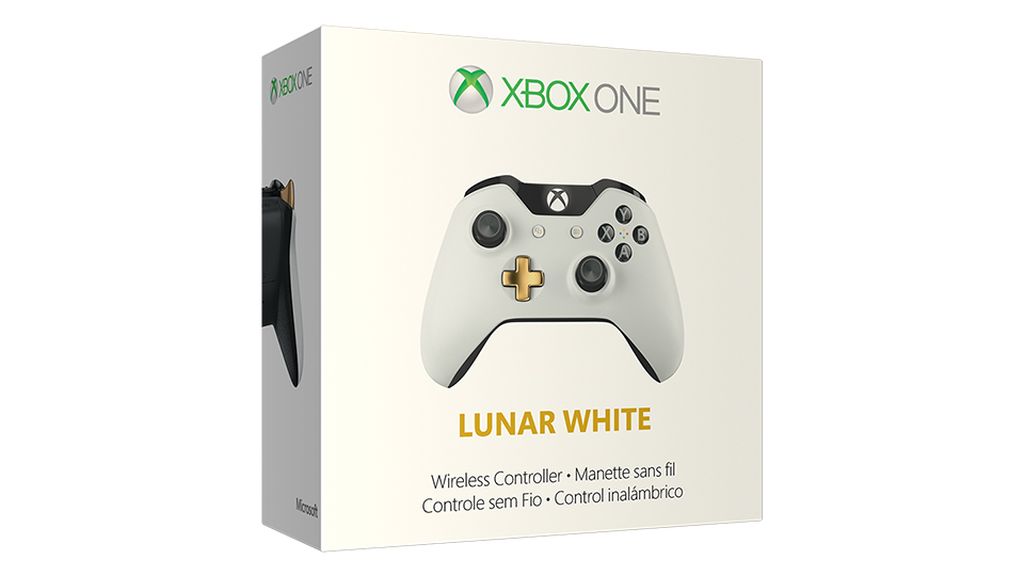 XBOX ONE
XBOX ONE
Y
X
B
A
LUNAR WHITE
Wireless Controller • Manette sans fil
Controle sem Fio • Control inalámbrico
Microsoft